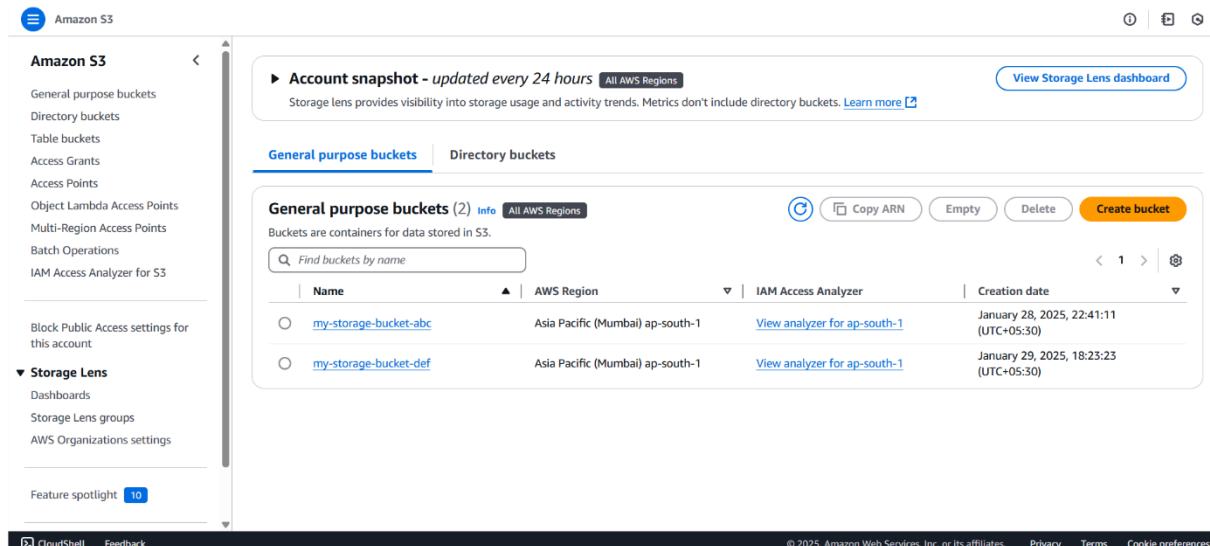 Amazon S3
Amazon S3
General purpose buckets
Directory buckets
Table buckets
Access Grants
Access Points
Object Lambda Access Points
Multi-Region Access Points
Batch Operations
IAM Access Analyzer for S3
Block Public Access settings for
this account
Storage Lens
Dashboards
Storage Lens groups
AWS Organizations settings
Feature spotlight 10
Account snapshot - updated every 24 hours All AWS Regions
View Storage Lens dashboard
Storage lens provides visibility into storage usage and activity trends. Metrics don't include directory buckets. Learn more
General purpose buckets Directory buckets
General purpose buckets (2) Info All AWS Regions
Copy ARN Empty Delete Create bucket
Buckets are containers for data stored in S3.
Find buckets by name
1
Name AWS Region IAM Access Analyzer Creation date
my-storage-bucket-abc Asia Pacific (Mumbai) ap-south-1 View analyzer for ap-south-1 January 28, 2025, 22:41:11
(UTC+05:30)
my-storage-bucket-def Asia Pacific (Mumbai) ap-south-1 View analyzer for ap-south-1 January 29, 2025, 18:23:23
(UTC+05:30)
CloudShell Feedback © 2025, Amazon Web Services, Inc. or its affiliates. Privacy Terms Cookie preferences